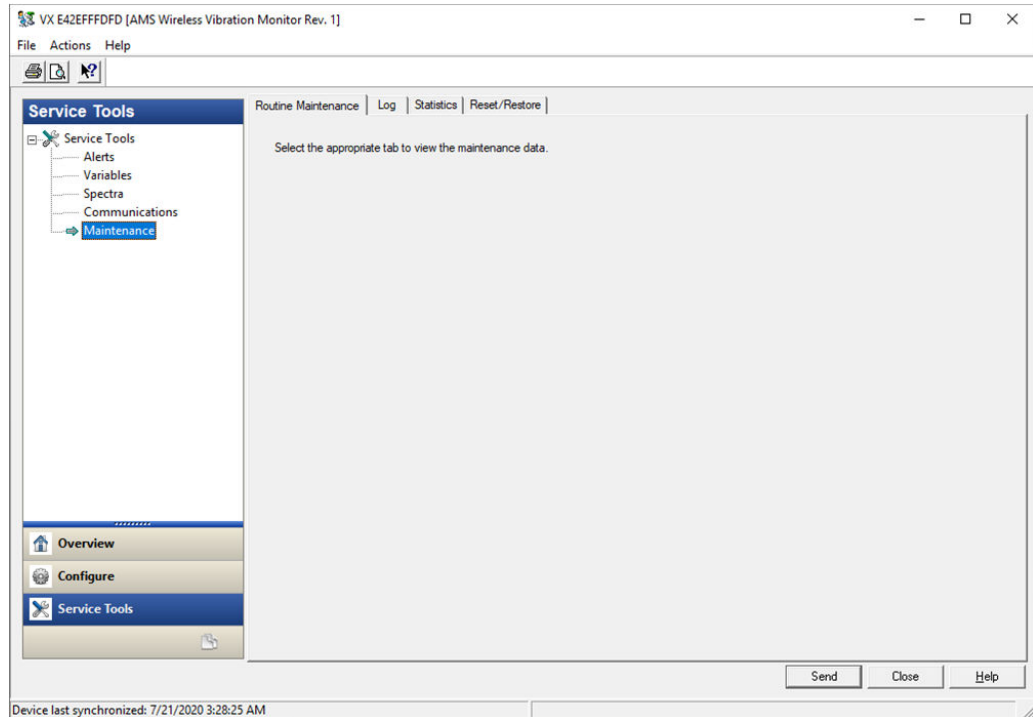 VX E42EFFFDFD [AMS Wireless Vibration Monitor Rev. 1]
File Actions Help
Service Tools
Service Tools
Alerts
Variables
Spectra
Communications
Maintenance
Overview
Configure
Service Tools
Routine Maintenance Log Statistics Reset/Restore
Select the appropriate tab to view the maintenance data.
Send Close Help
Device last synchronized: 7/21/2020 3:28:25 AM